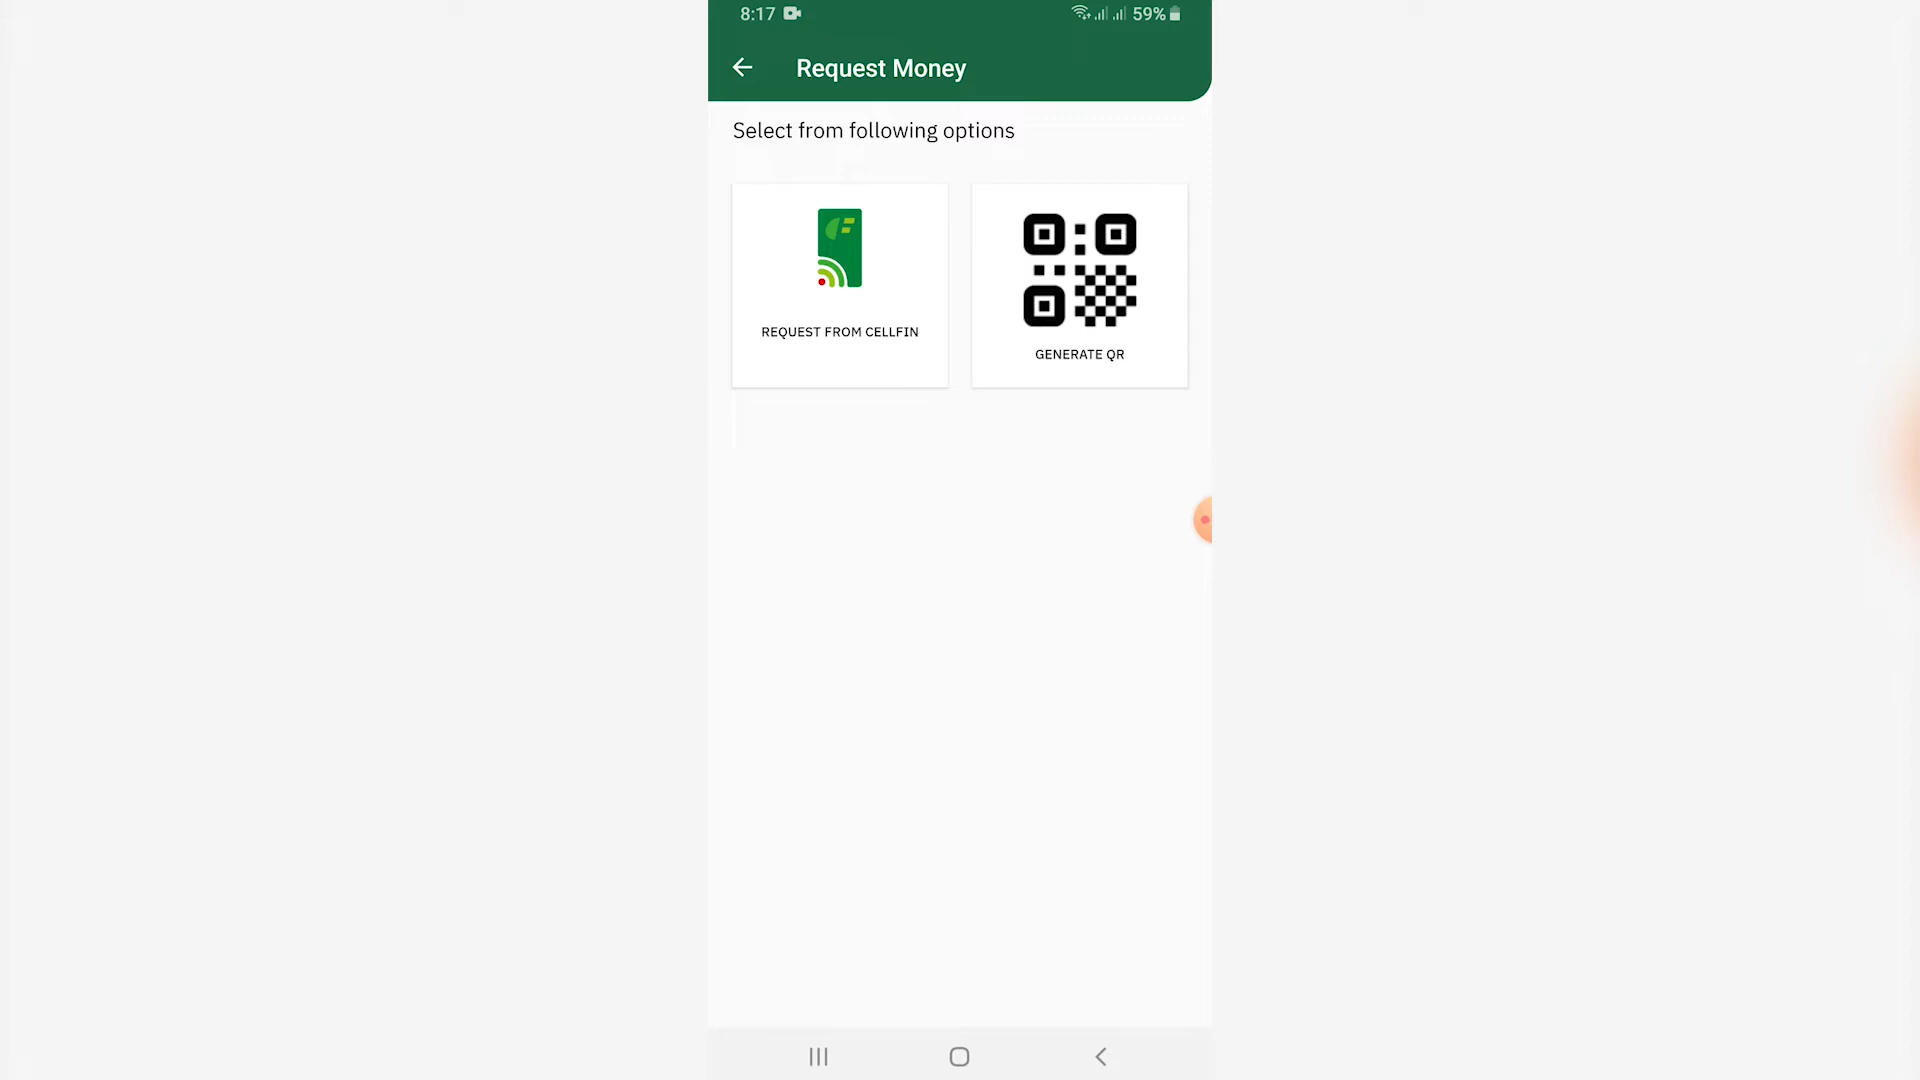 8:17
59%
Request Money
Select from following options
REQUEST FROM CELLFIN
GENERATE QR